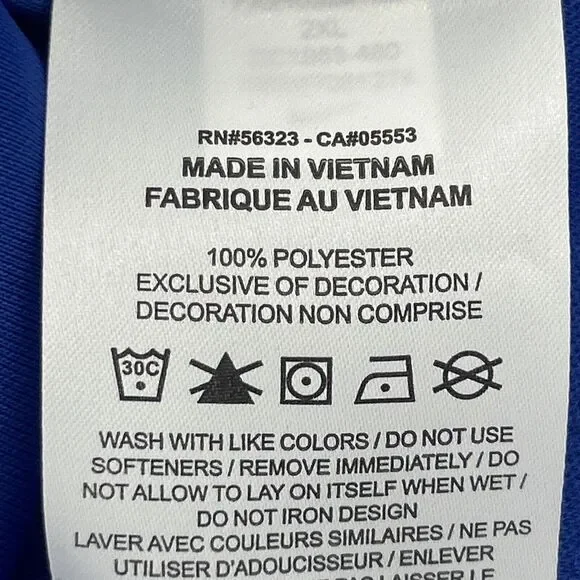 2XL
RN#56323 - CA#05553
MADE IN VIETNAM
FABRIQUE AU VIETNAM
100% POLYESTER
EXCLUSIVE OF DECORATION /
DECORATION NON COMPRISE
30C
WASH WITH LIKE COLORS / DO NOT USE
SOFTENERS / REMOVE IMMEDIATELY / DO
NOT ALLOW TO LAY ON ITSELF WHEN WET /
DO NOT IRON DESIGN
LAVER AVEC COULEURS SIMILAIRES / NE PAS
UTILISER D'ADOUCISSEUR / ENLEVER